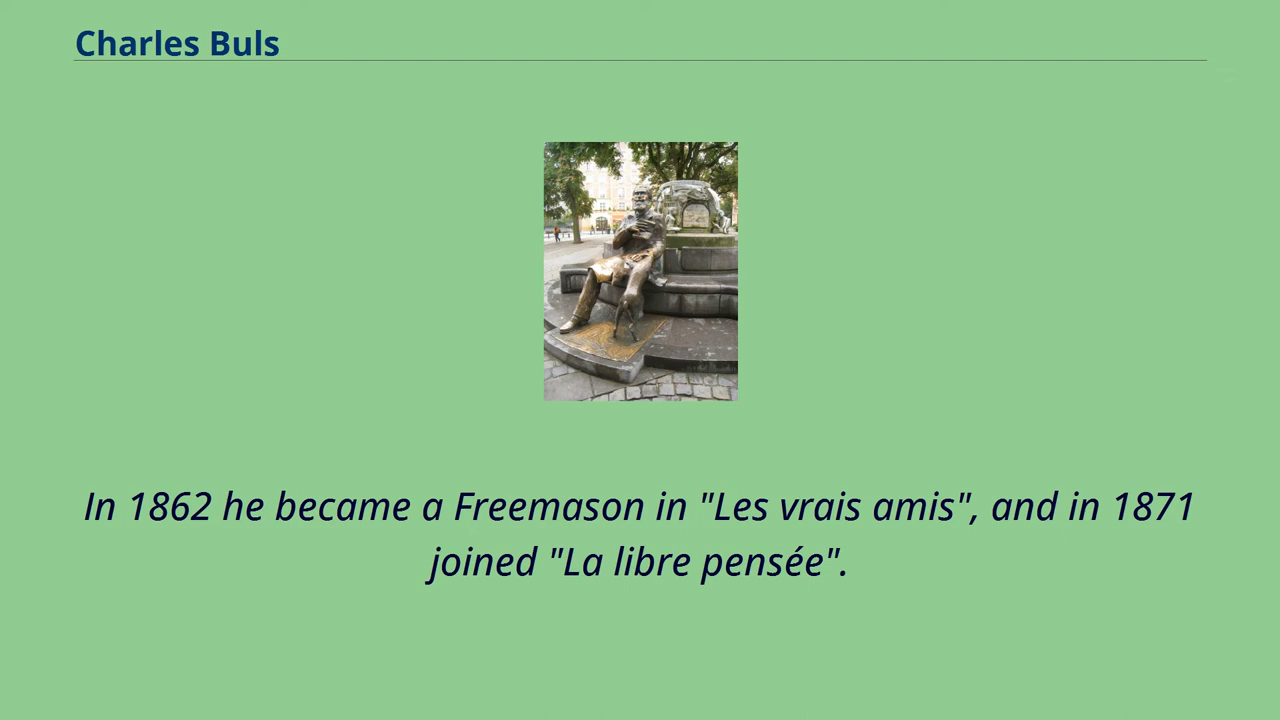 Charles Buls
In 1862 he became a Freemason in "Les vrais amis", and in 1871
joined "La libre pensée".